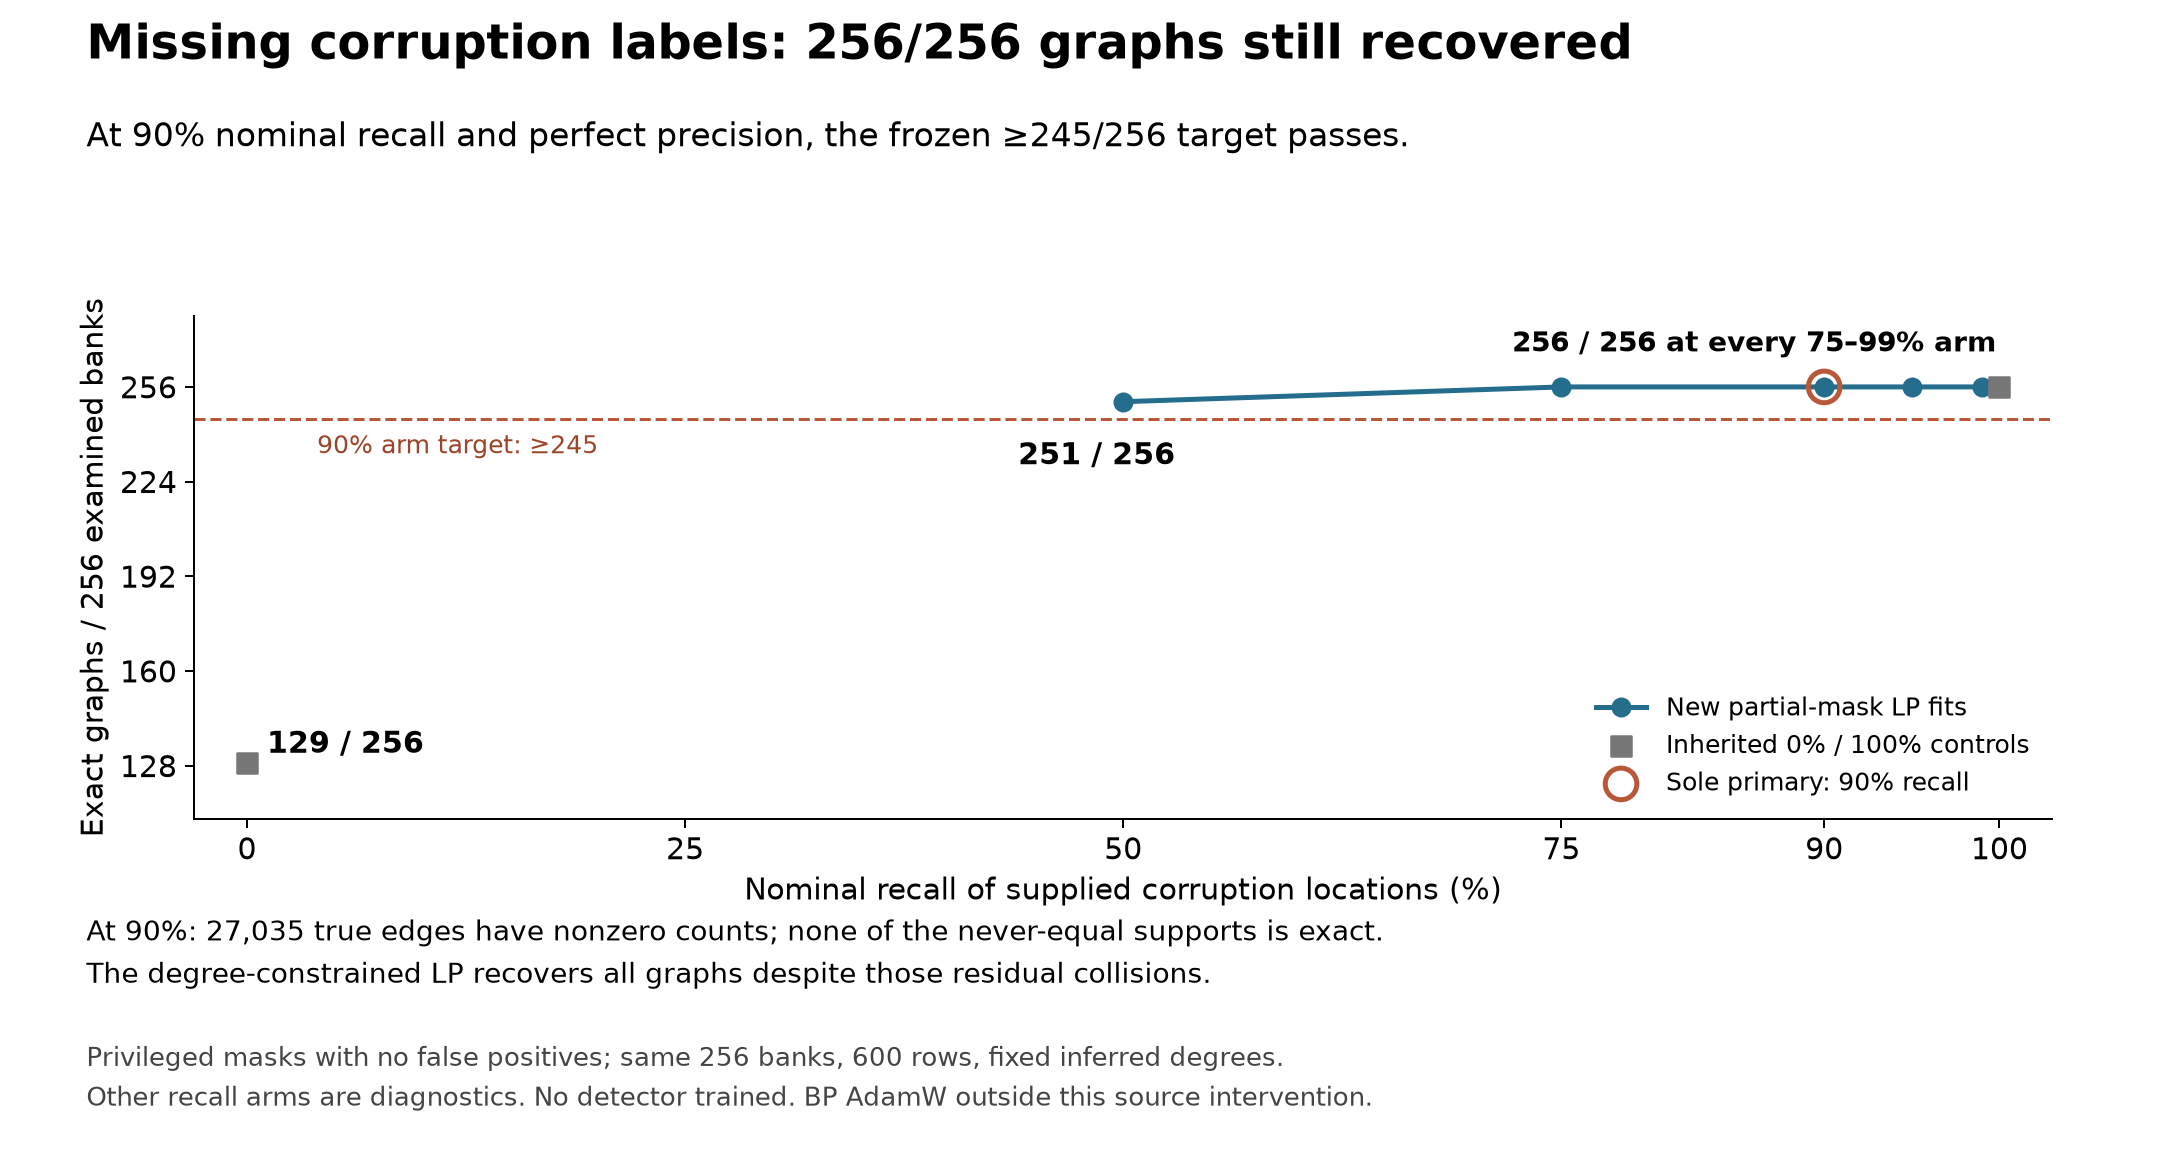 Missing corruption labels: 256/256 graphs still recovered
At 90% nominal recall and perfect precision, the frozen ≥245/256 target passes.
Exact graphs / 256 examined banks
256
224
192
160
128
256 / 256 at every 75–99% arm
90% arm target: ≥245
251 / 256
129 / 256
New partial-mask LP fits
Inherited 0% / 100% controls
Sole primary: 90% recall
0 25 50 75 90 100
Nominal recall of supplied corruption locations (%)
At 90%: 27,035 true edges have nonzero counts; none of the never-equal supports is exact.
The degree-constrained LP recovers all graphs despite those residual collisions.
Privileged masks with no false positives; same 256 banks, 600 rows, fixed inferred degrees.
Other recall arms are diagnostics. No detector trained. BP AdamW outside this source intervention.